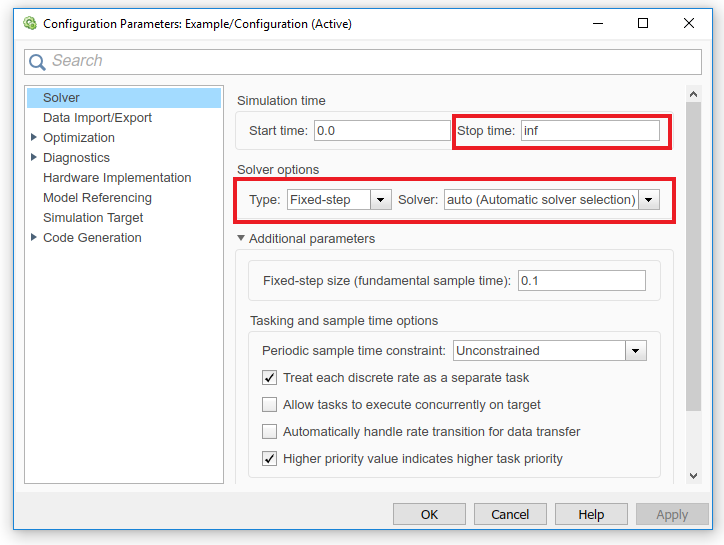 Configuration Parameters: Example/Configuration (Active)
Search
Solver
Data Import/Export
Optimization
Diagnostics
Hardware Implementation
Model Referencing
Simulation Target
Code Generation
Simulation time
Start time: 0.0 Stop time: inf
Solver options
Type: Fixed-step Solver: auto (Automatic solver selection)
Additional parameters
Fixed-step size (fundamental sample time): 0.1
Tasking and sample time options
Periodic sample time constraint: Unconstrained
Treat each discrete rate as a separate task
Allow tasks to execute concurrently on target
Automatically handle rate transition for data transfer
Higher priority value indicates higher task priority
OK Cancel Help Apply